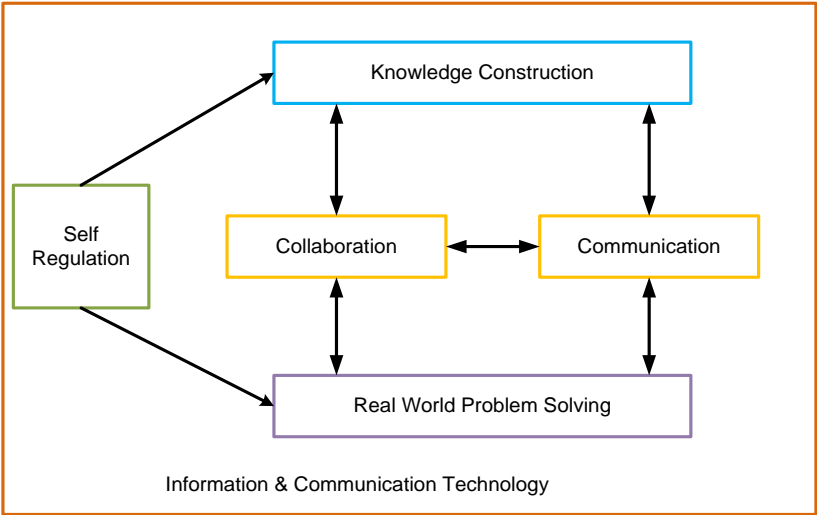 Knowledge Construction
Self
Regulation
Collaboration
Communication
Real World Problem Solving
Information & Communication Technology